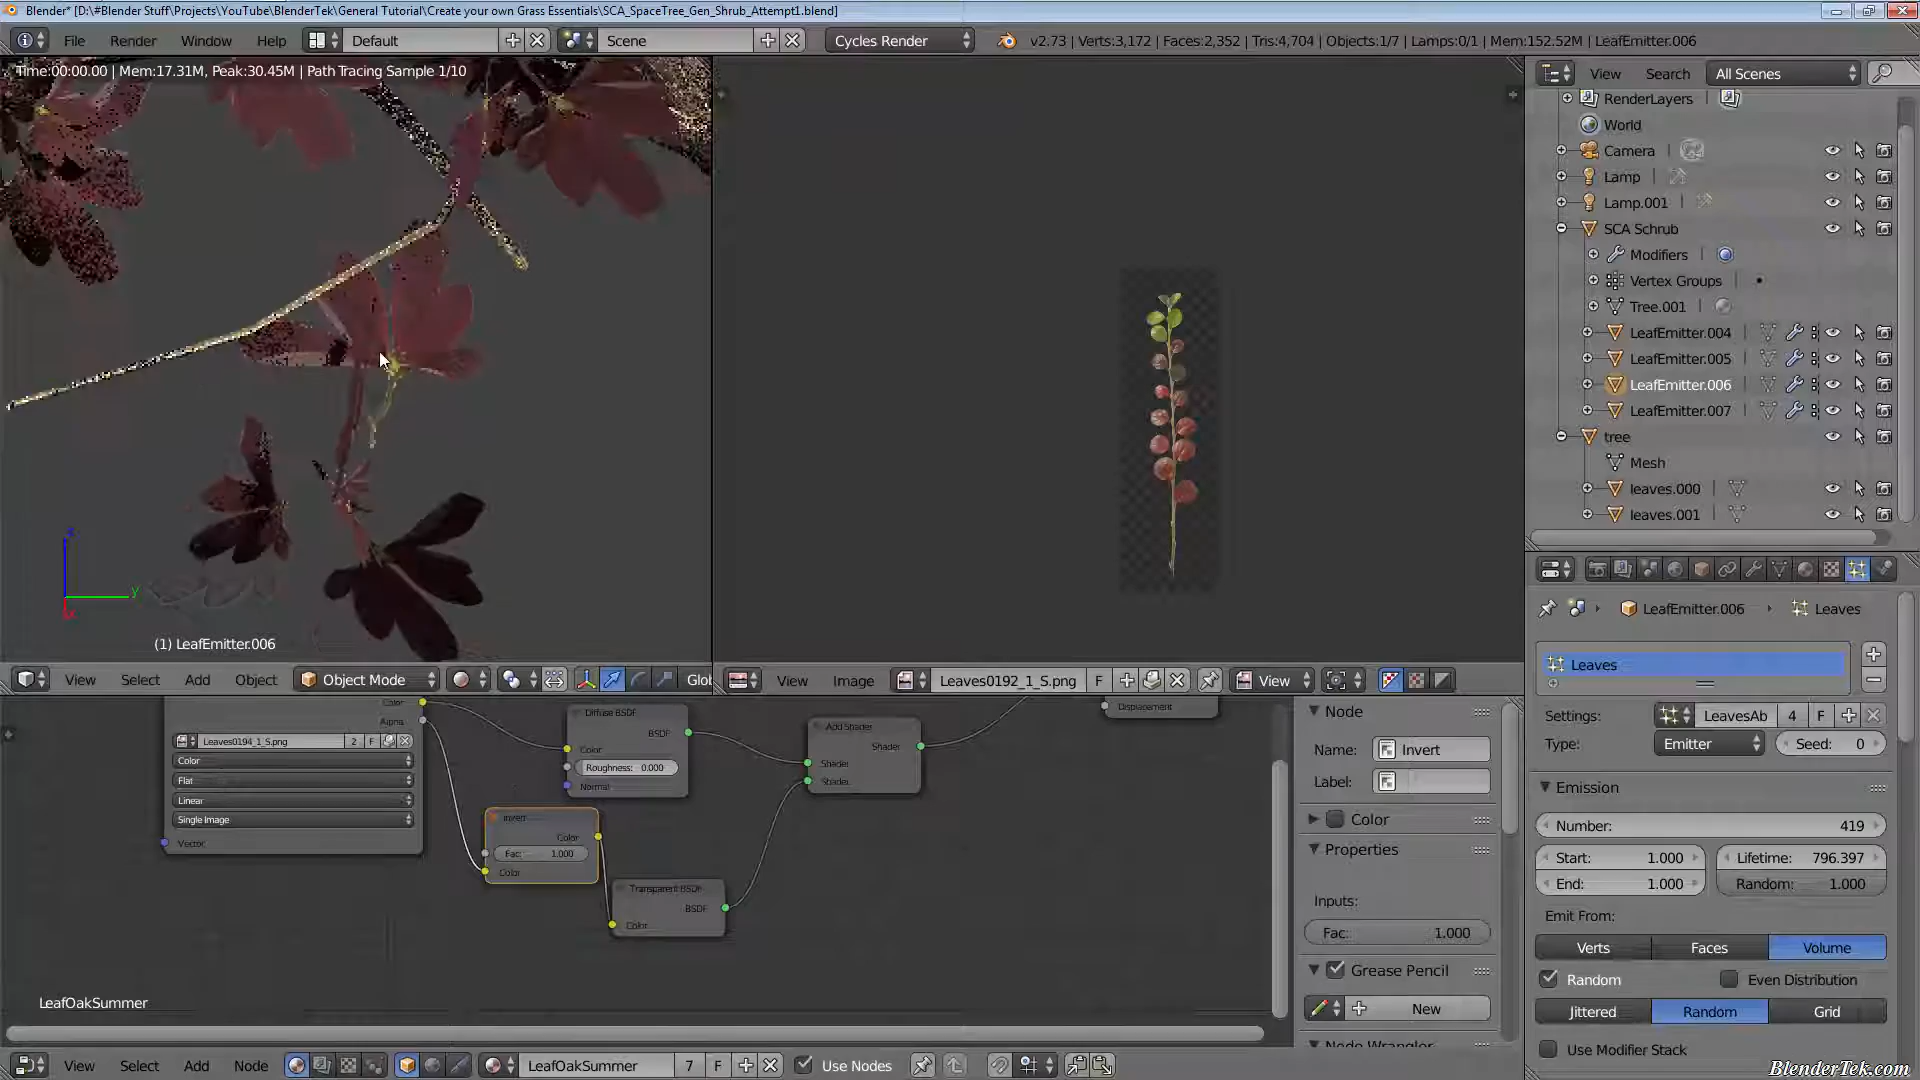 Blender* [D:\#Blender Stuff\Projects\YouTube\BlenderTek\General Tutorial\Create your own Grass Essentials\SCA_SpaceTree_Gen_Shrub_Attempt1.blend]
File Render Window Help Default Scene Cycles Render v2.73 | Verts:3,172 | Faces:2,352 | Tris:4,704 | Objects:1/7 | Lamps:0/1 | Mem:152.52M | LeafEmitter.006
Time:00:00.00 | Mem:17.31M, Peak:30.45M | Path Tracing Sample 1/10
View Search All Scenes
RenderLayers
World
Camera
Lamp
Lamp.001
SCA Schrub
Modifiers
Vertex Groups
Tree.001
LeafEmitter.004
LeafEmitter.005
LeafEmitter.006
LeafEmitter.007
tree
Mesh
leaves.000
leaves.001
y
(1) LeafEmitter.006
View Select Add Object Object Mode Glob
View Image Leaves0192_1_S.png F View
LeafEmitter.006 Leaves
Leaves
Settings: LeavesAb 4 F
Type: Emitter Seed: 0
Emission
Number: 419
Start: 1.000 Lifetime: 796.397
End: 1.000 Random: 1.000
Emit From:
Verts Faces Volume
Random Even Distribution
Jittered Random Grid
Use Modifier Stack
Color
Alpha
Leaves0194_1_S.png 2 F
Color
Flat
Linear
Single Image
Vector
Diffuse BSDF
BSDF
Color
Roughness: 0.000
Normal
Invert
Color
Fac: 1.000
Color
Transparent BSDF
BSDF
Color
Add Shader
Shader
Shader
Shader
Displacement
Node
Name: Invert
Label:
Color
Properties
Inputs:
Fac: 1.000
Grease Pencil
New
Node Wrangler
LeafOakSummer
View Select Add Node LeafOakSummer 7 F Use Nodes
BlenderTek.com